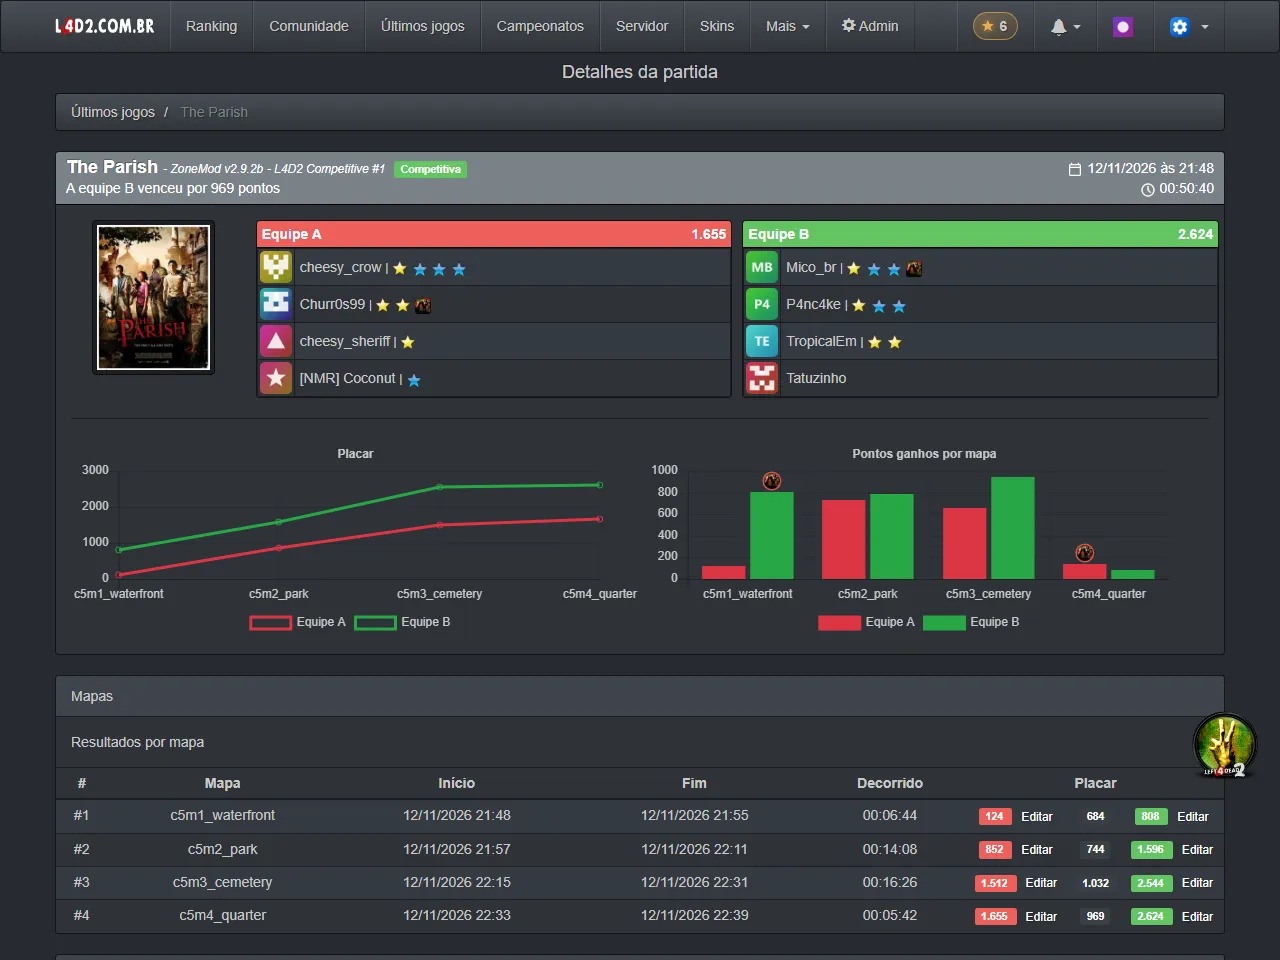 L4D2.COM.BR Ranking Comunidade Últimos jogos Campeonatos Servidor Skins Mais Admin 6
Detalhes da partida
Últimos jogos / The Parish
The Parish - ZoneMod v2.9.2b - L4D2 Competitive #1 Competitiva 12/11/2026 às 21:48
A equipe B venceu por 969 pontos 00:50:40
THE PARISH
Equipe A 1.655
cheesy_crow |
Churr0s99 |
cheesy_sheriff |
[NMR] Coconut |
Equipe B 2.624
MB Mico_br |
P4 P4nc4ke |
TE TropicalEm |
Tatuzinho
Placar
3000
2000
1000
0
c5m1_waterfront c5m2_park c5m3_cemetery c5m4_quarter
Equipe A Equipe B
Pontos ganhos por mapa
1000
800
600
400
200
0
c5m1_waterfront c5m2_park c5m3_cemetery c5m4_quarter
Equipe A Equipe B
Mapas
Resultados por mapa
LEFT 4 DEAD 2
# Mapa Início Fim Decorrido Placar
#1 c5m1_waterfront 12/11/2026 21:48 12/11/2026 21:55 00:06:44 124 Editar 684 808 Editar
#2 c5m2_park 12/11/2026 21:57 12/11/2026 22:11 00:14:08 852 Editar 744 1.596 Editar
#3 c5m3_cemetery 12/11/2026 22:15 12/11/2026 22:31 00:16:26 1.512 Editar 1.032 2.544 Editar
#4 c5m4_quarter 12/11/2026 22:33 12/11/2026 22:39 00:05:42 1.655 Editar 969 2.624 Editar